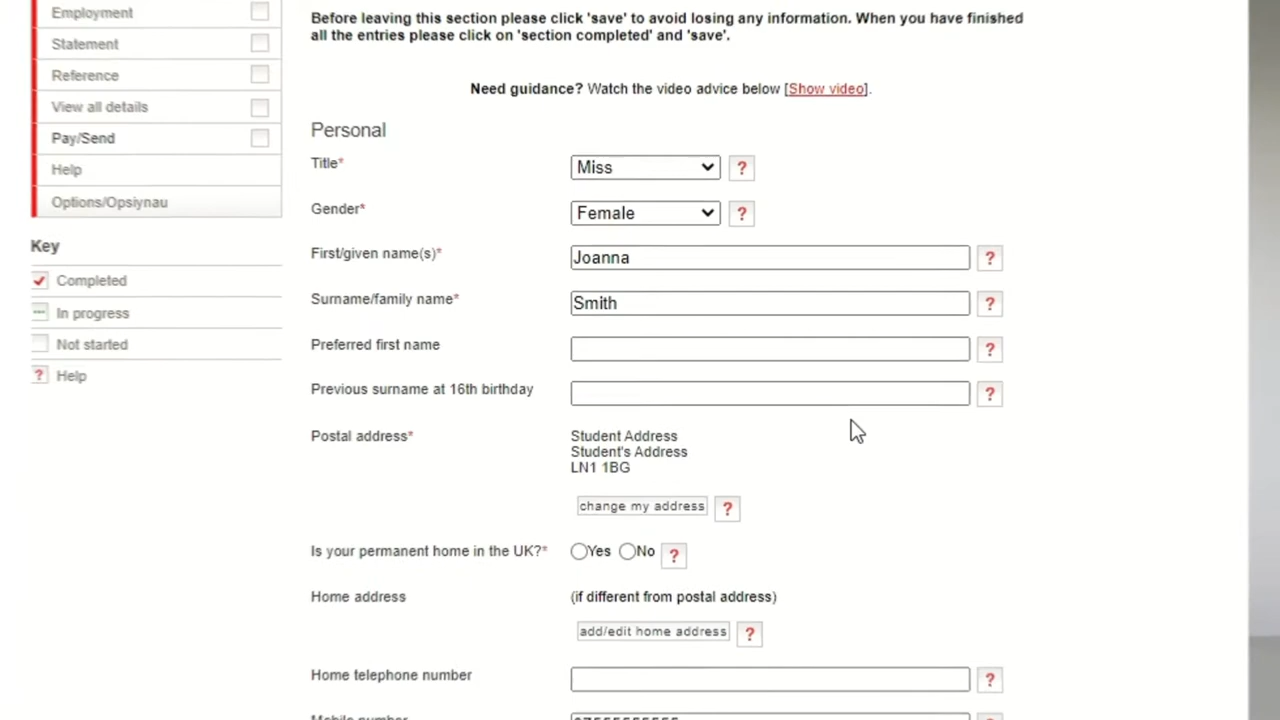 Employment
Statement
Reference
View all details
Pay/Send
Help
Options/Opsiynau
Key
Completed
In progress
Not started
? Help
Before leaving this section please click 'save' to avoid losing any information. When you have finished
all the entries please click on 'section completed' and 'save'.
Need guidance? Watch the video advice below [Show video].
Personal
Title* Miss ?
Gender* Female ?
First/given name(s)* Joanna ?
Surname/family name* Smith ?
Preferred first name ?
Previous surname at 16th birthday ?
Postal address* Student Address
Student's Address
LN1 1BG
change my address ?
Is your permanent home in the UK?* Yes No ?
Home address (if different from postal address)
add/edit home address ?
Home telephone number ?
Mobile number